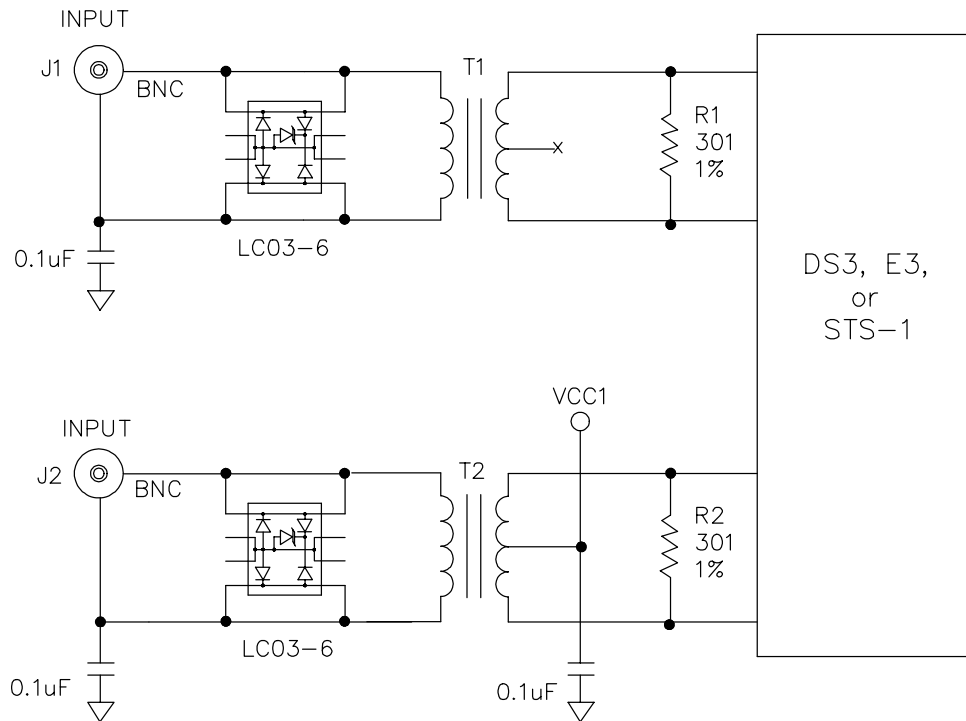 INPUT
J1
BNC
T1
R1
301
1%
0.1uF
LC03-6
x
DS3, E3,
or
STS-1
VCC1
INPUT
J2
BNC
T2
R2
301
1%
LC03-6
0.1uF
0.1uF